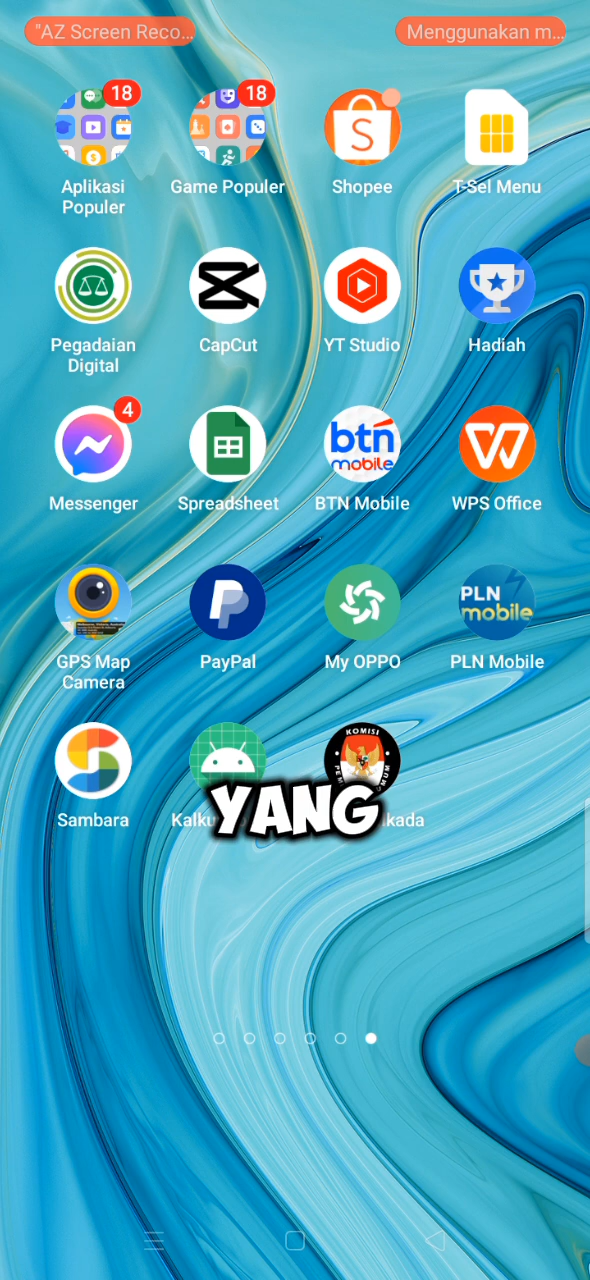 "AZ Screen Reco...
Menggunakan m...
18
18
Aplikasi
Populer
Game Populer
Shopee
T-Sel Menu
Pegadaian
Digital
CapCut
YT Studio
Hadiah
4
Messenger
Spreadsheet
btn
mobile
BTN Mobile
WPS Office
GPS Map
Camera
PayPal
My OPPO
PLN
mobile
PLN Mobile
KOMISI
Sambara
YANG